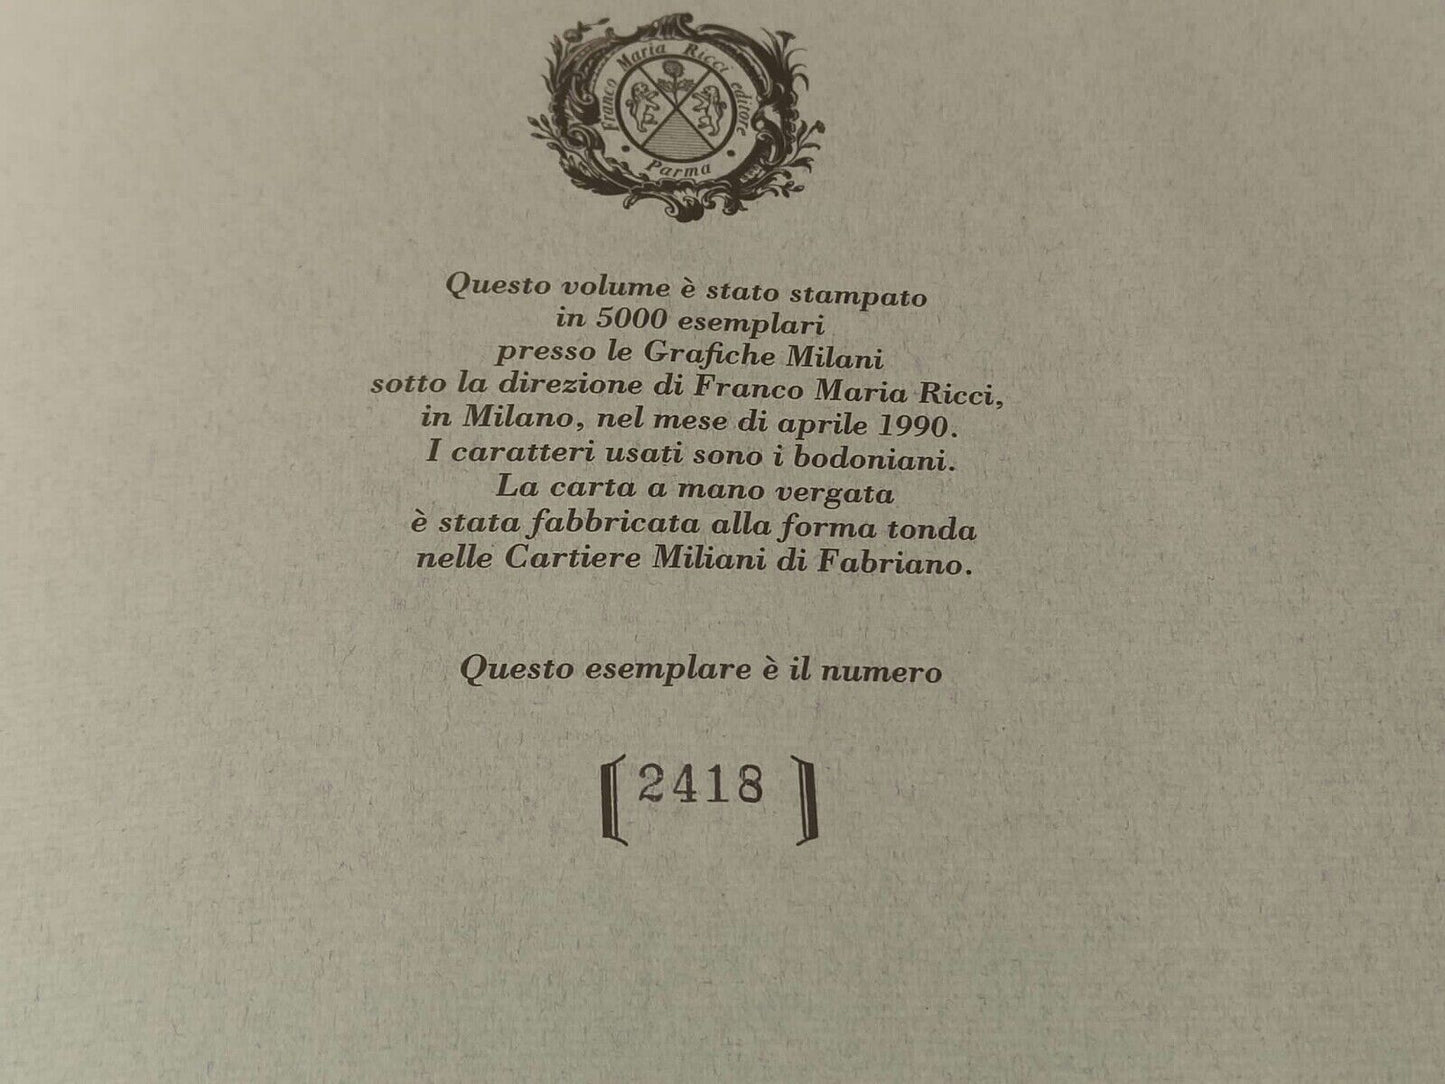 Franco Maria Ricci editore
Parma
Questo volume è stato stampato
in 5000 esemplari
presso le Grafiche Milani
sotto la direzione di Franco Maria Ricci,
in Milano, nel mese di aprile 1990.
I caratteri usati sono i bodoniani.
La carta a mano vergata
è stata fabbricata alla forma tonda
nelle Cartiere Miliani di Fabriano.
Questo esemplare è il numero
[2418]